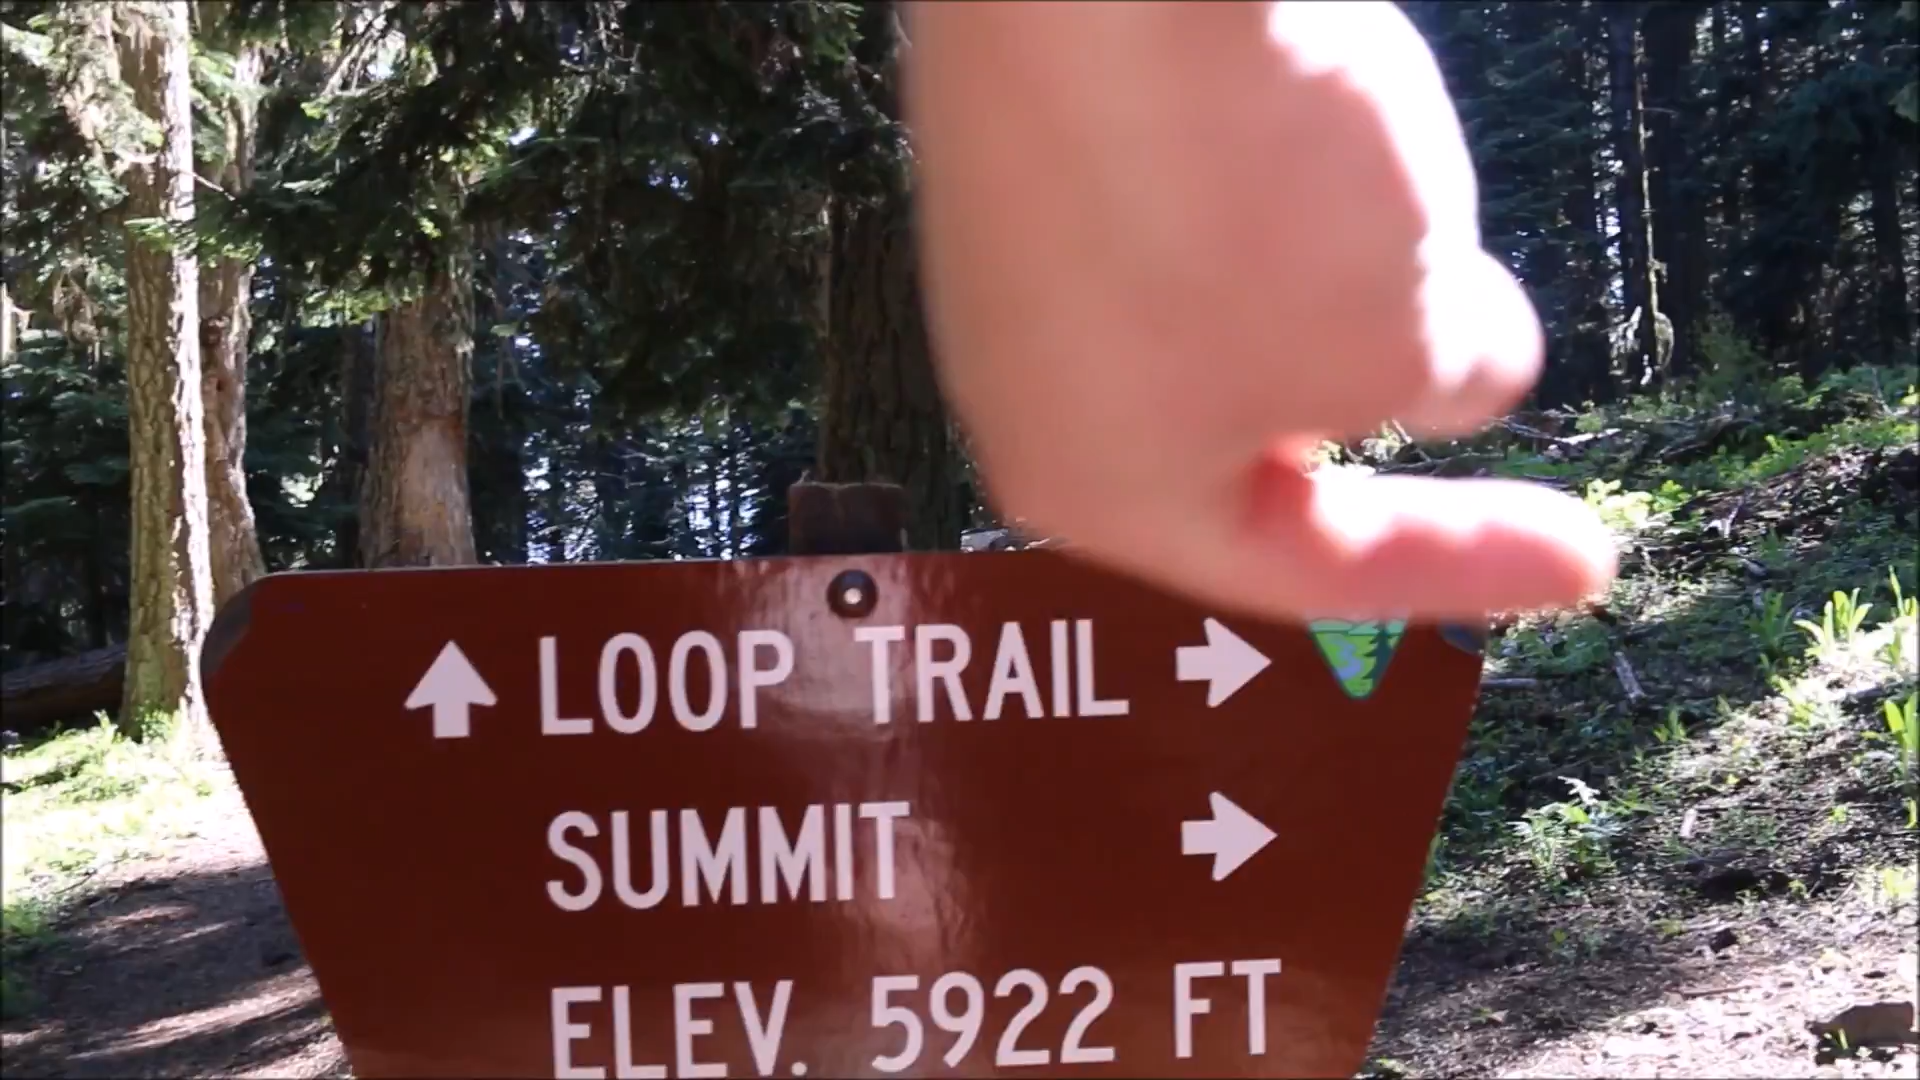 ↑ LOOP TRAIL →
SUMMIT →
ELEV. 5922 FT